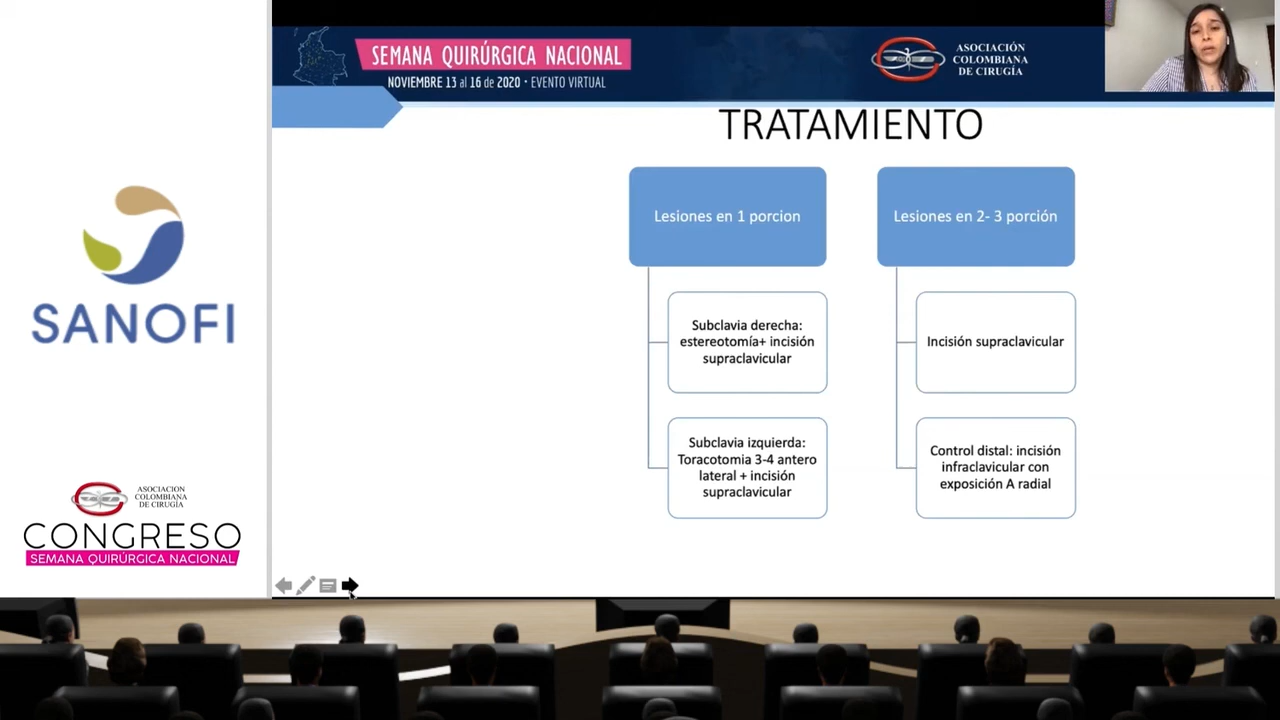 SEMANA QUIRÚRGICA NACIONAL
NOVIEMBRE 13 al 16 de 2020 • EVENTO VIRTUAL
ASOCIACIÓN
COLOMBIANA
DE CIRUGÍA
TRATAMIENTO
Lesiones en 1 porcion
Subclavia derecha:
estereotomía+ incisión
supraclavicular
Subclavia izquierda:
Toracotomia 3-4 antero
lateral + incisión
supraclavicular
Lesiones en 2- 3 porción
Incisión supraclavicular
Control distal: incisión
infraclavicular con
exposición A radial
SANOFI
ASOCIACION
COLOMBIANA
DE CIRUGÍA
CONGRESO
SEMANA QUIRÚRGICA NACIONAL